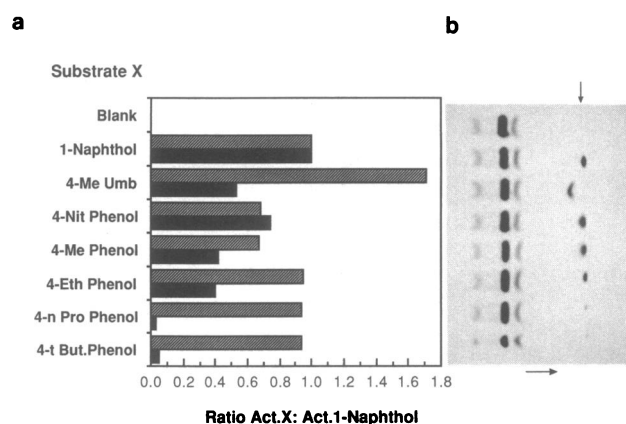 a
b
Substrate X
Blank
1-Naphthol
4-Me Umb
4-Nit Phenol
4-Me Phenol
4-Eth Phenol
4-n Pro Phenol
4-t But.Phenol
0.0 0.2 0.4 0.6 0.8 1.0 1.2 1.4 1.6 1.8
Ratio Act.X: Act.1-Naphthol